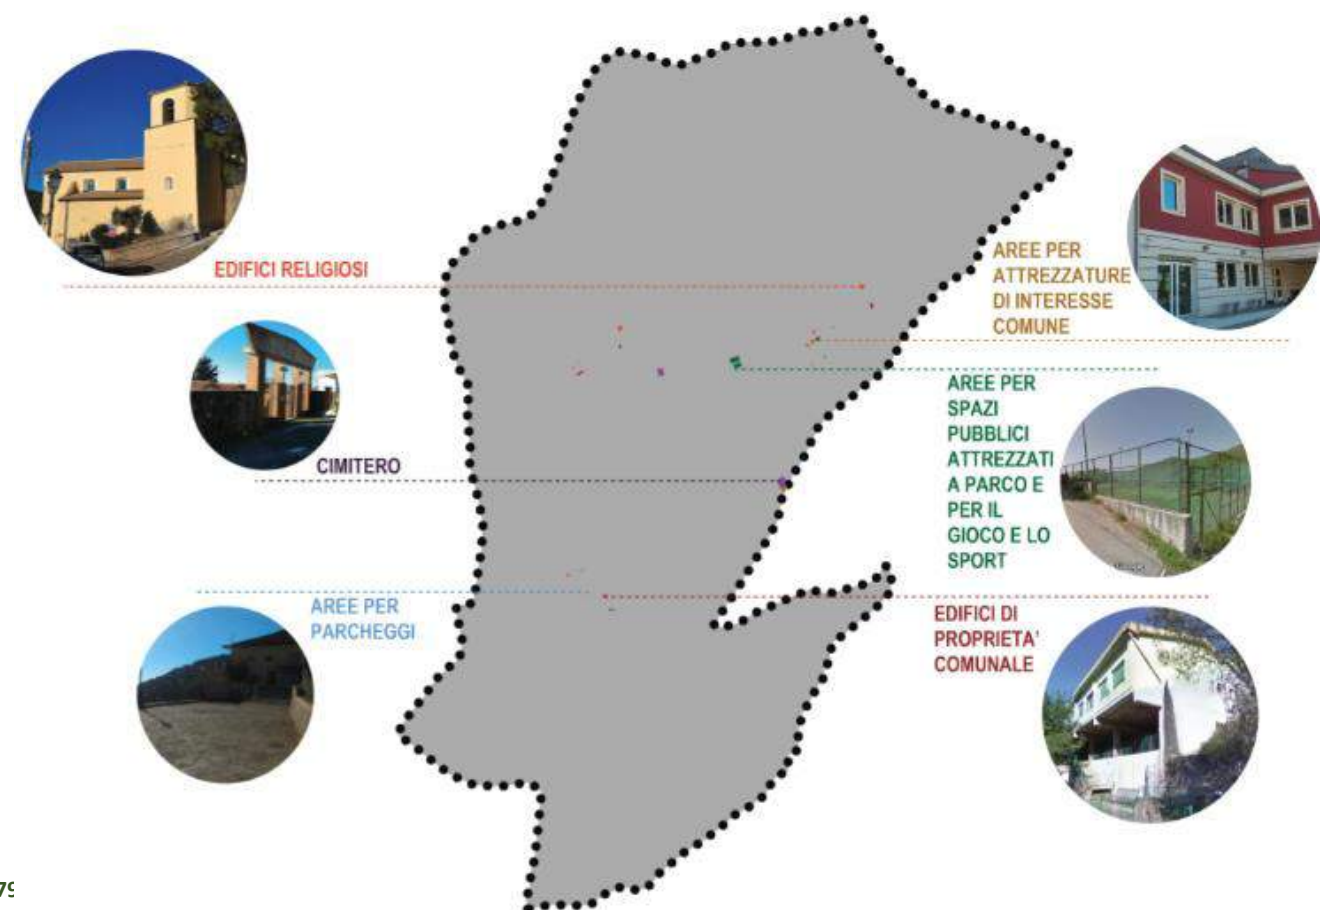 EDIFICI RELIGIOSI
AREE PER
ATTREZZATURE
DI INTERESSE
COMUNE
CIMITERO
AREE PER
SPAZI
PUBBLICI
ATTREZZATI
A PARCO E
PER IL
GIOCO E LO
SPORT
AREE PER
PARCHEGGI
EDIFICI DI
PROPRIETA'
COMUNALE
79